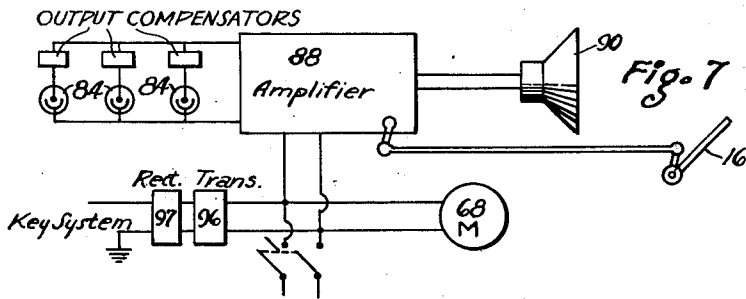 OUTPUT COMPENSATORS
84 84
88
Amplifier
90
Fig. 7
16
Rect. Trans.
Key System
97 96
68
M